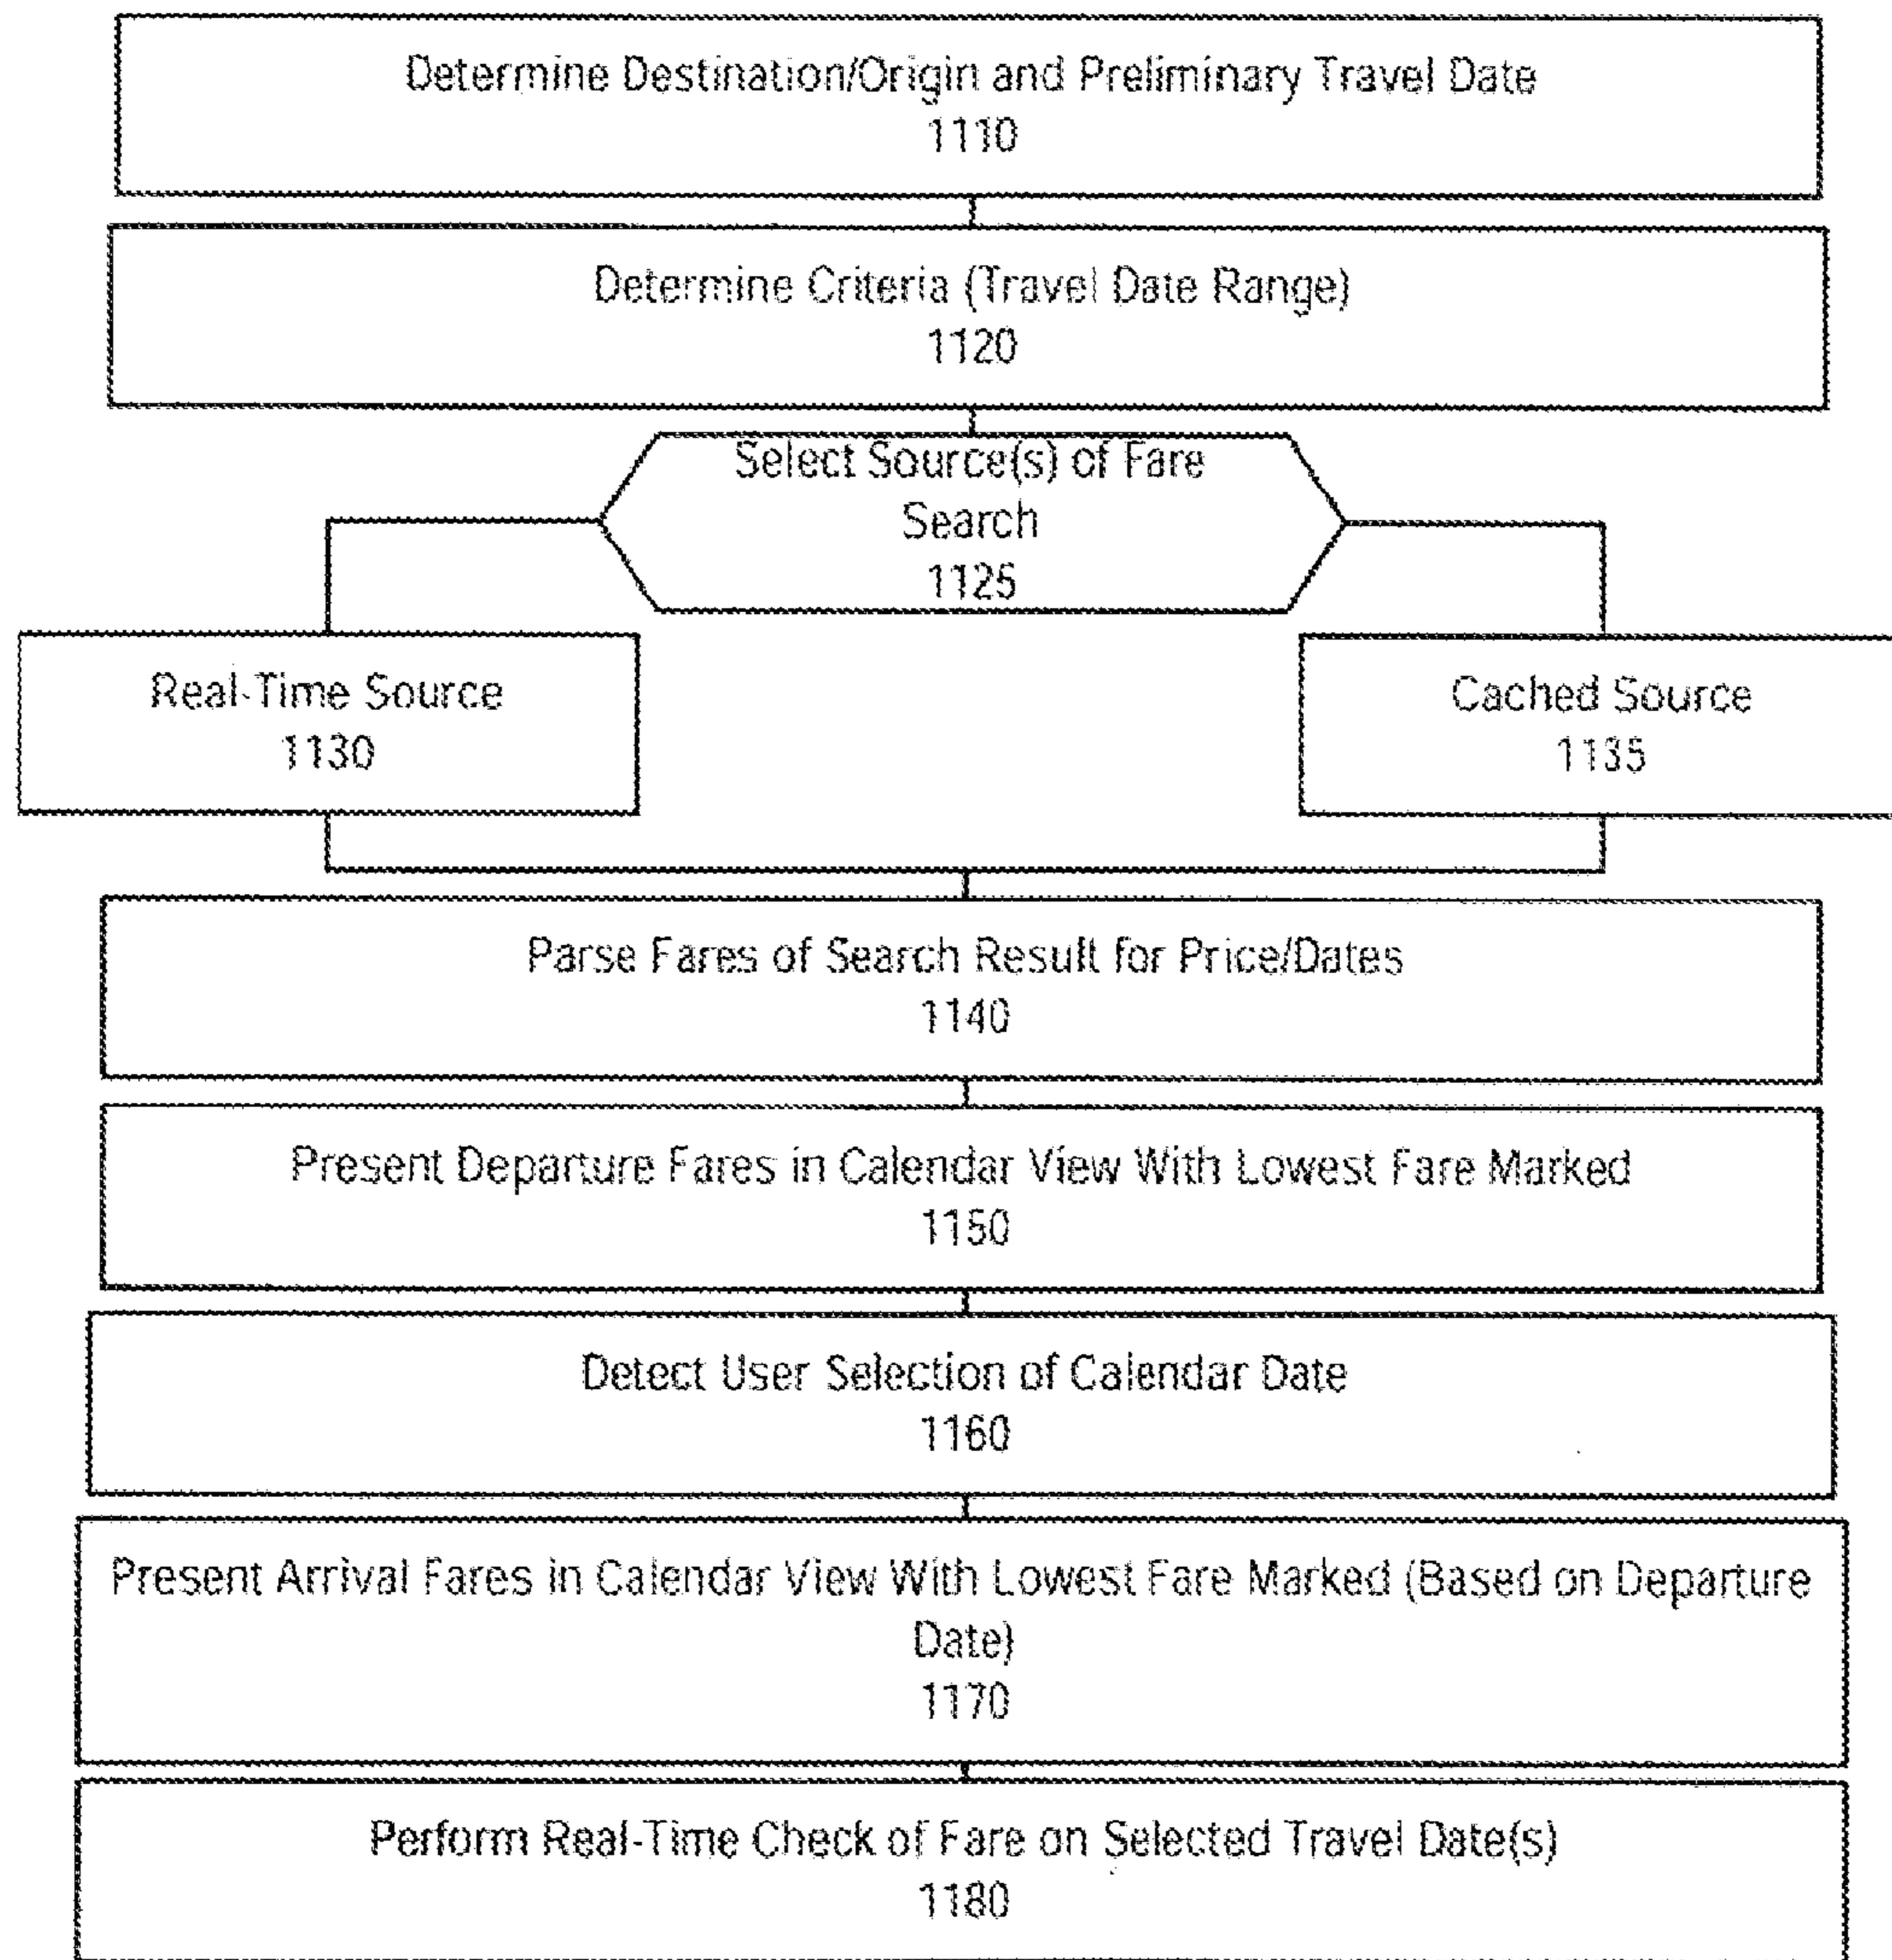 Determine Destination/Origin and Preliminary Travel Date
1110
Determine Criteria (Travel Date Range)
1120
Select Source(s) of Fare
Search
1125
Real-Time Source
1130
Cached Source
1135
Parse Fares of Search Result for Price/Dates
1140
Present Departure Fares in Calendar View With Lowest Fare Marked
1150
Detect User Selection of Calendar Date
1160
Present Arrival Fares in Calendar View With Lowest Fare Marked (Based on Departure
Date)
1170
Perform Real-Time Check of Fare on Selected Travel Date(s)
1180